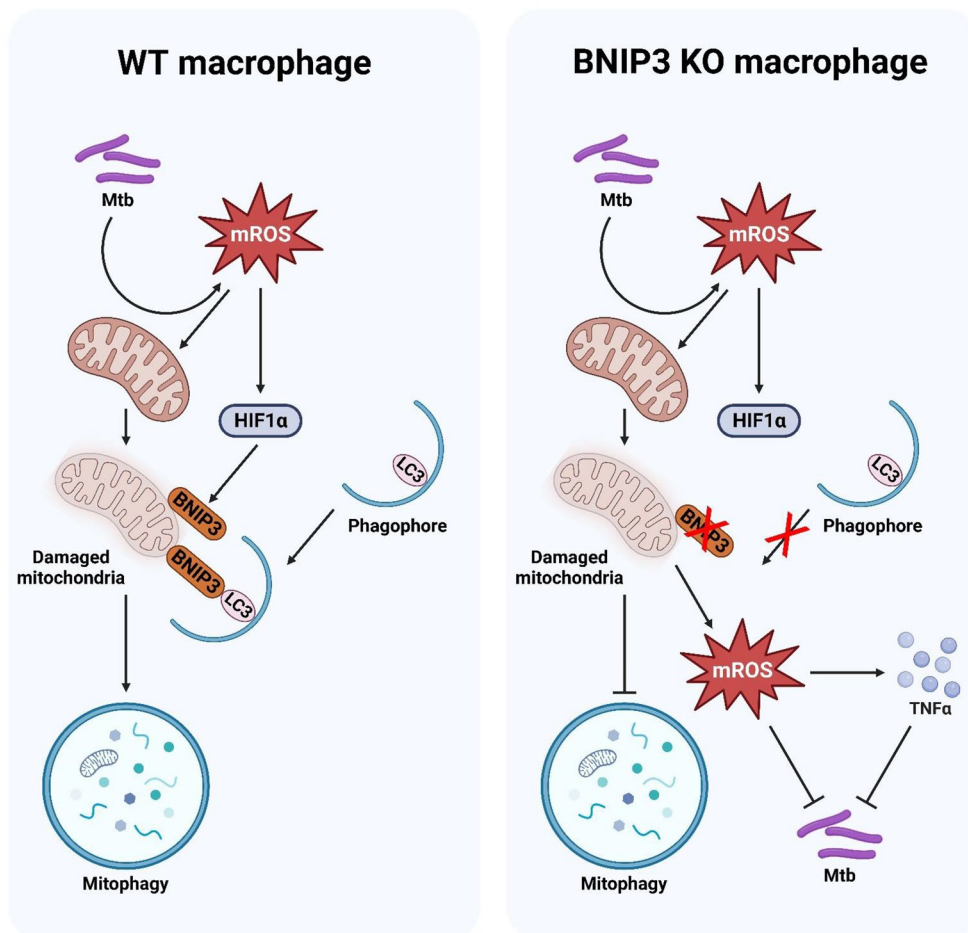 WT macrophage
Mtb
mROS
HIF1α
LC3
Phagophore
BNIP3
BNIP3
LC3
Damaged
mitochondria
Mitophagy
BNIP3 KO macrophage
Mtb
mROS
HIF1α
LC3
Phagophore
BNIP3
Damaged
mitochondria
mROS
TNFα
Mtb
Mitophagy